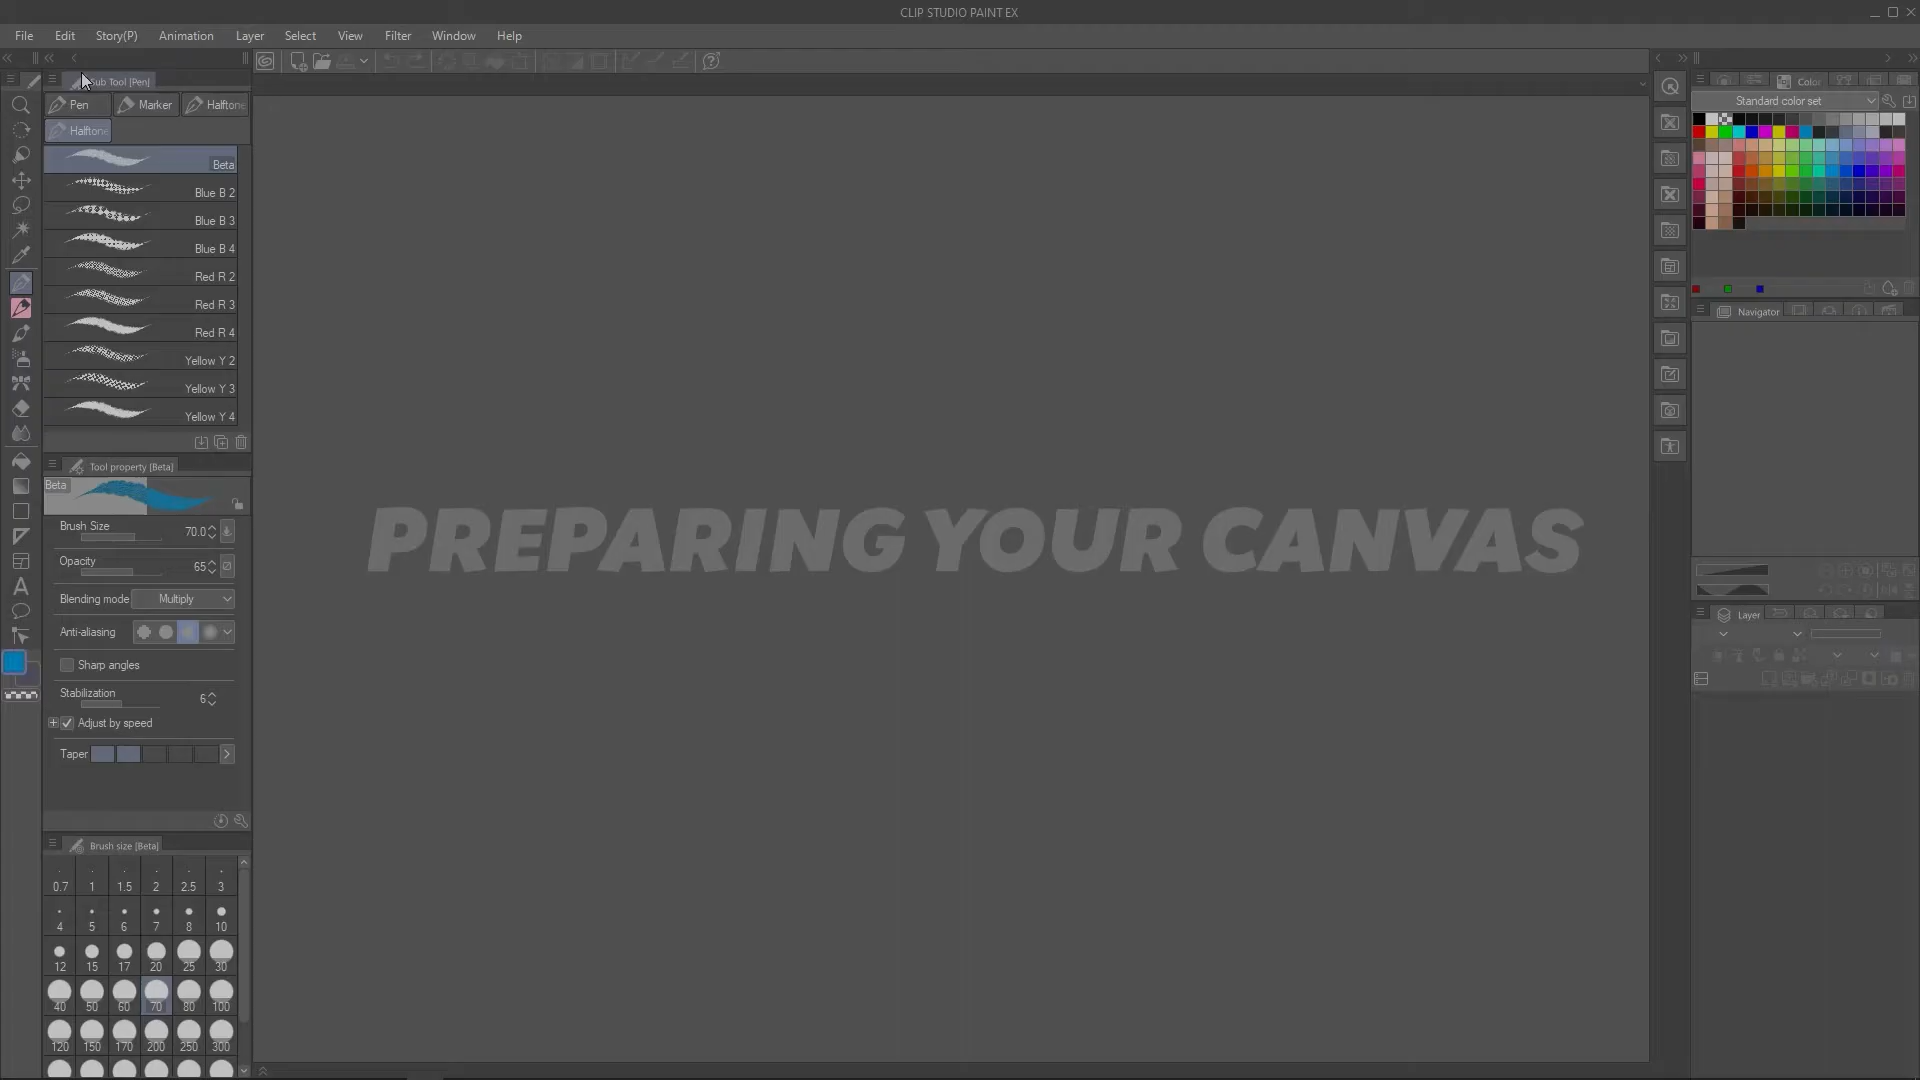 CLIP STUDIO PAINT EX
File Edit Story(P) Animation Layer Select View Filter Window Help
Sub Tool [Pen]
Pen Marker Halftone
Halftone
Beta
Blue B 2
Blue B 3
Blue B 4
Red R 2
Red R 3
Red R 4
Yellow Y 2
Yellow Y 3
Yellow Y 4
Tool property [Beta]
Beta
Brush Size 70.0
Opacity 65
Blending mode Multiply
Anti-aliasing
Sharp angles
Stabilization 6
Adjust by speed
Taper
Brush size [Beta]
0.7 1 1.5 2 2.5 3
4 5 6 7 8 10
12 15 17 20 25 30
40 50 60 70 80 100
120 150 170 200 250 300
PREPARING YOUR CANVAS
Color
Standard color set
Navigator
Layer